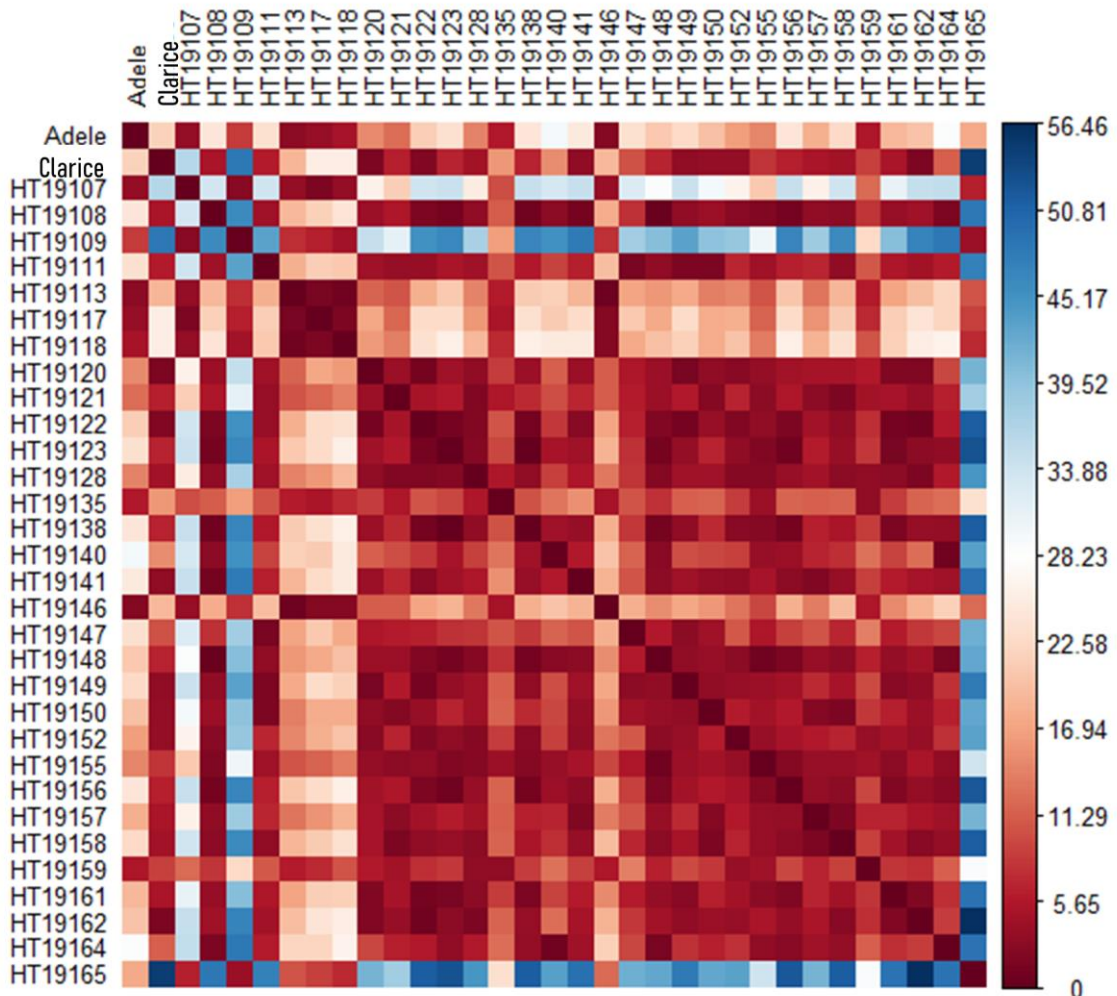 Adele
Clarice
HT19107
HT19108
HT19109
HT19111
HT19113
HT19117
HT19118
HT19120
HT19121
HT19122
HT19123
HT19128
HT19135
HT19138
HT19140
HT19141
HT19146
HT19147
HT19148
HT19149
HT19150
HT19152
HT19155
HT19156
HT19157
HT19158
HT19159
HT19161
HT19162
HT19164
HT19165
Adele
Clarice
HT19107
HT19108
HT19109
HT19111
HT19113
HT19117
HT19118
HT19120
HT19121
HT19122
HT19123
HT19128
HT19135
HT19138
HT19140
HT19141
HT19146
HT19147
HT19148
HT19149
HT19150
HT19152
HT19155
HT19156
HT19157
HT19158
HT19159
HT19161
HT19162
HT19164
HT19165
56.46
50.81
45.17
39.52
33.88
28.23
22.58
16.94
11.29
5.65
0